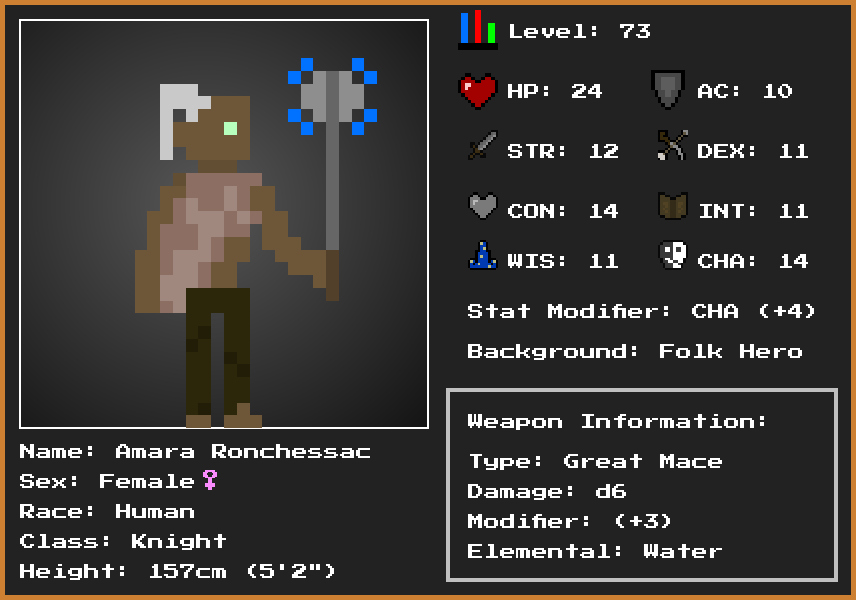 Level: 73
HP: 24
AC: 10
STR: 12
DEX: 11
CON: 14
INT: 11
WIS: 11
CHA: 14
Stat Modifier: CHA (+4)
Background: Folk Hero
Weapon Information:
Type: Great Mace
Damage: d6
Modifier: (+3)
Elemental: Water
Name: Amara Ronchessac
Sex: Female♀
Race: Human
Class: Knight
Height: 157cm (5'2")